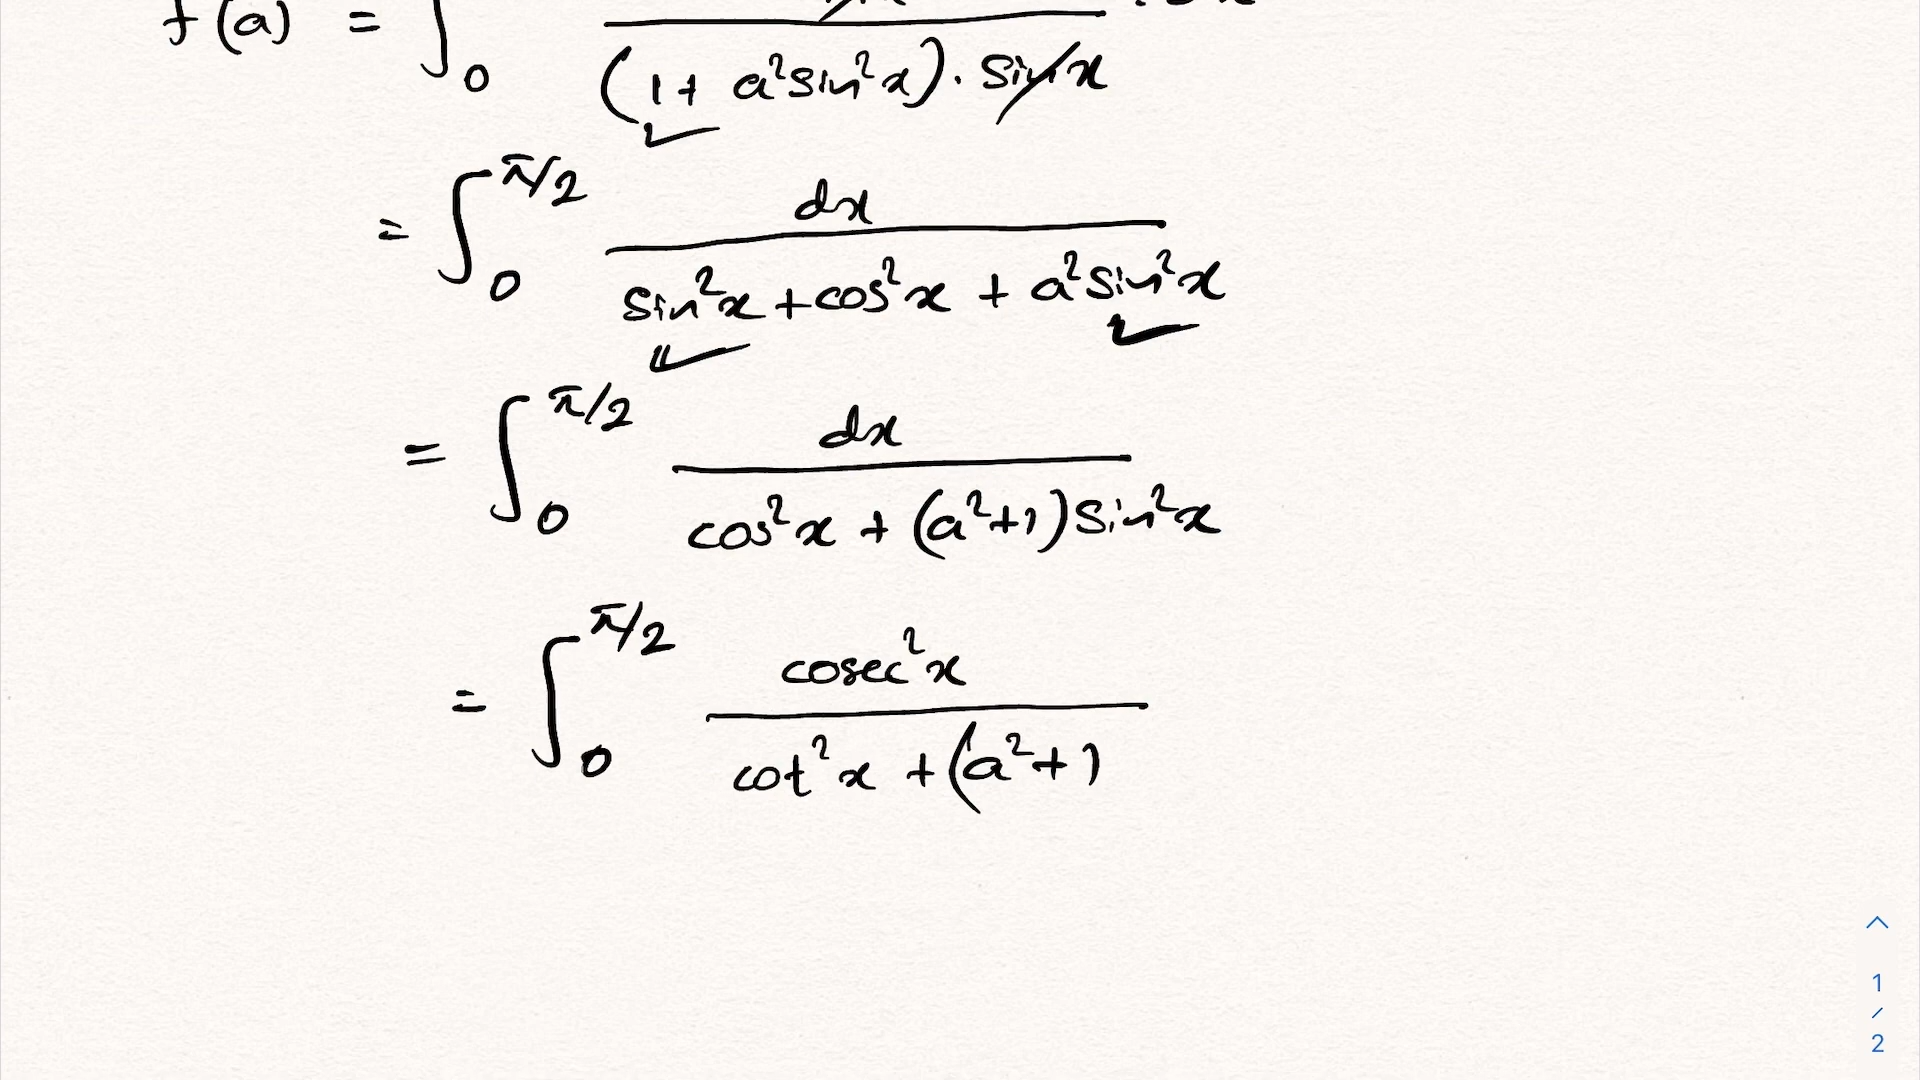 f(a) = ∫₀ (1 + a²sin²x) . sin x
= ∫₀^π/2 dx / (sin²x + cos²x + a²sin²x)
= ∫₀^π/2 dx / (cos²x + (a²+1)sin²x)
= ∫₀^π/2 cosec²x / (cot²x + (a²+1
1 / 2